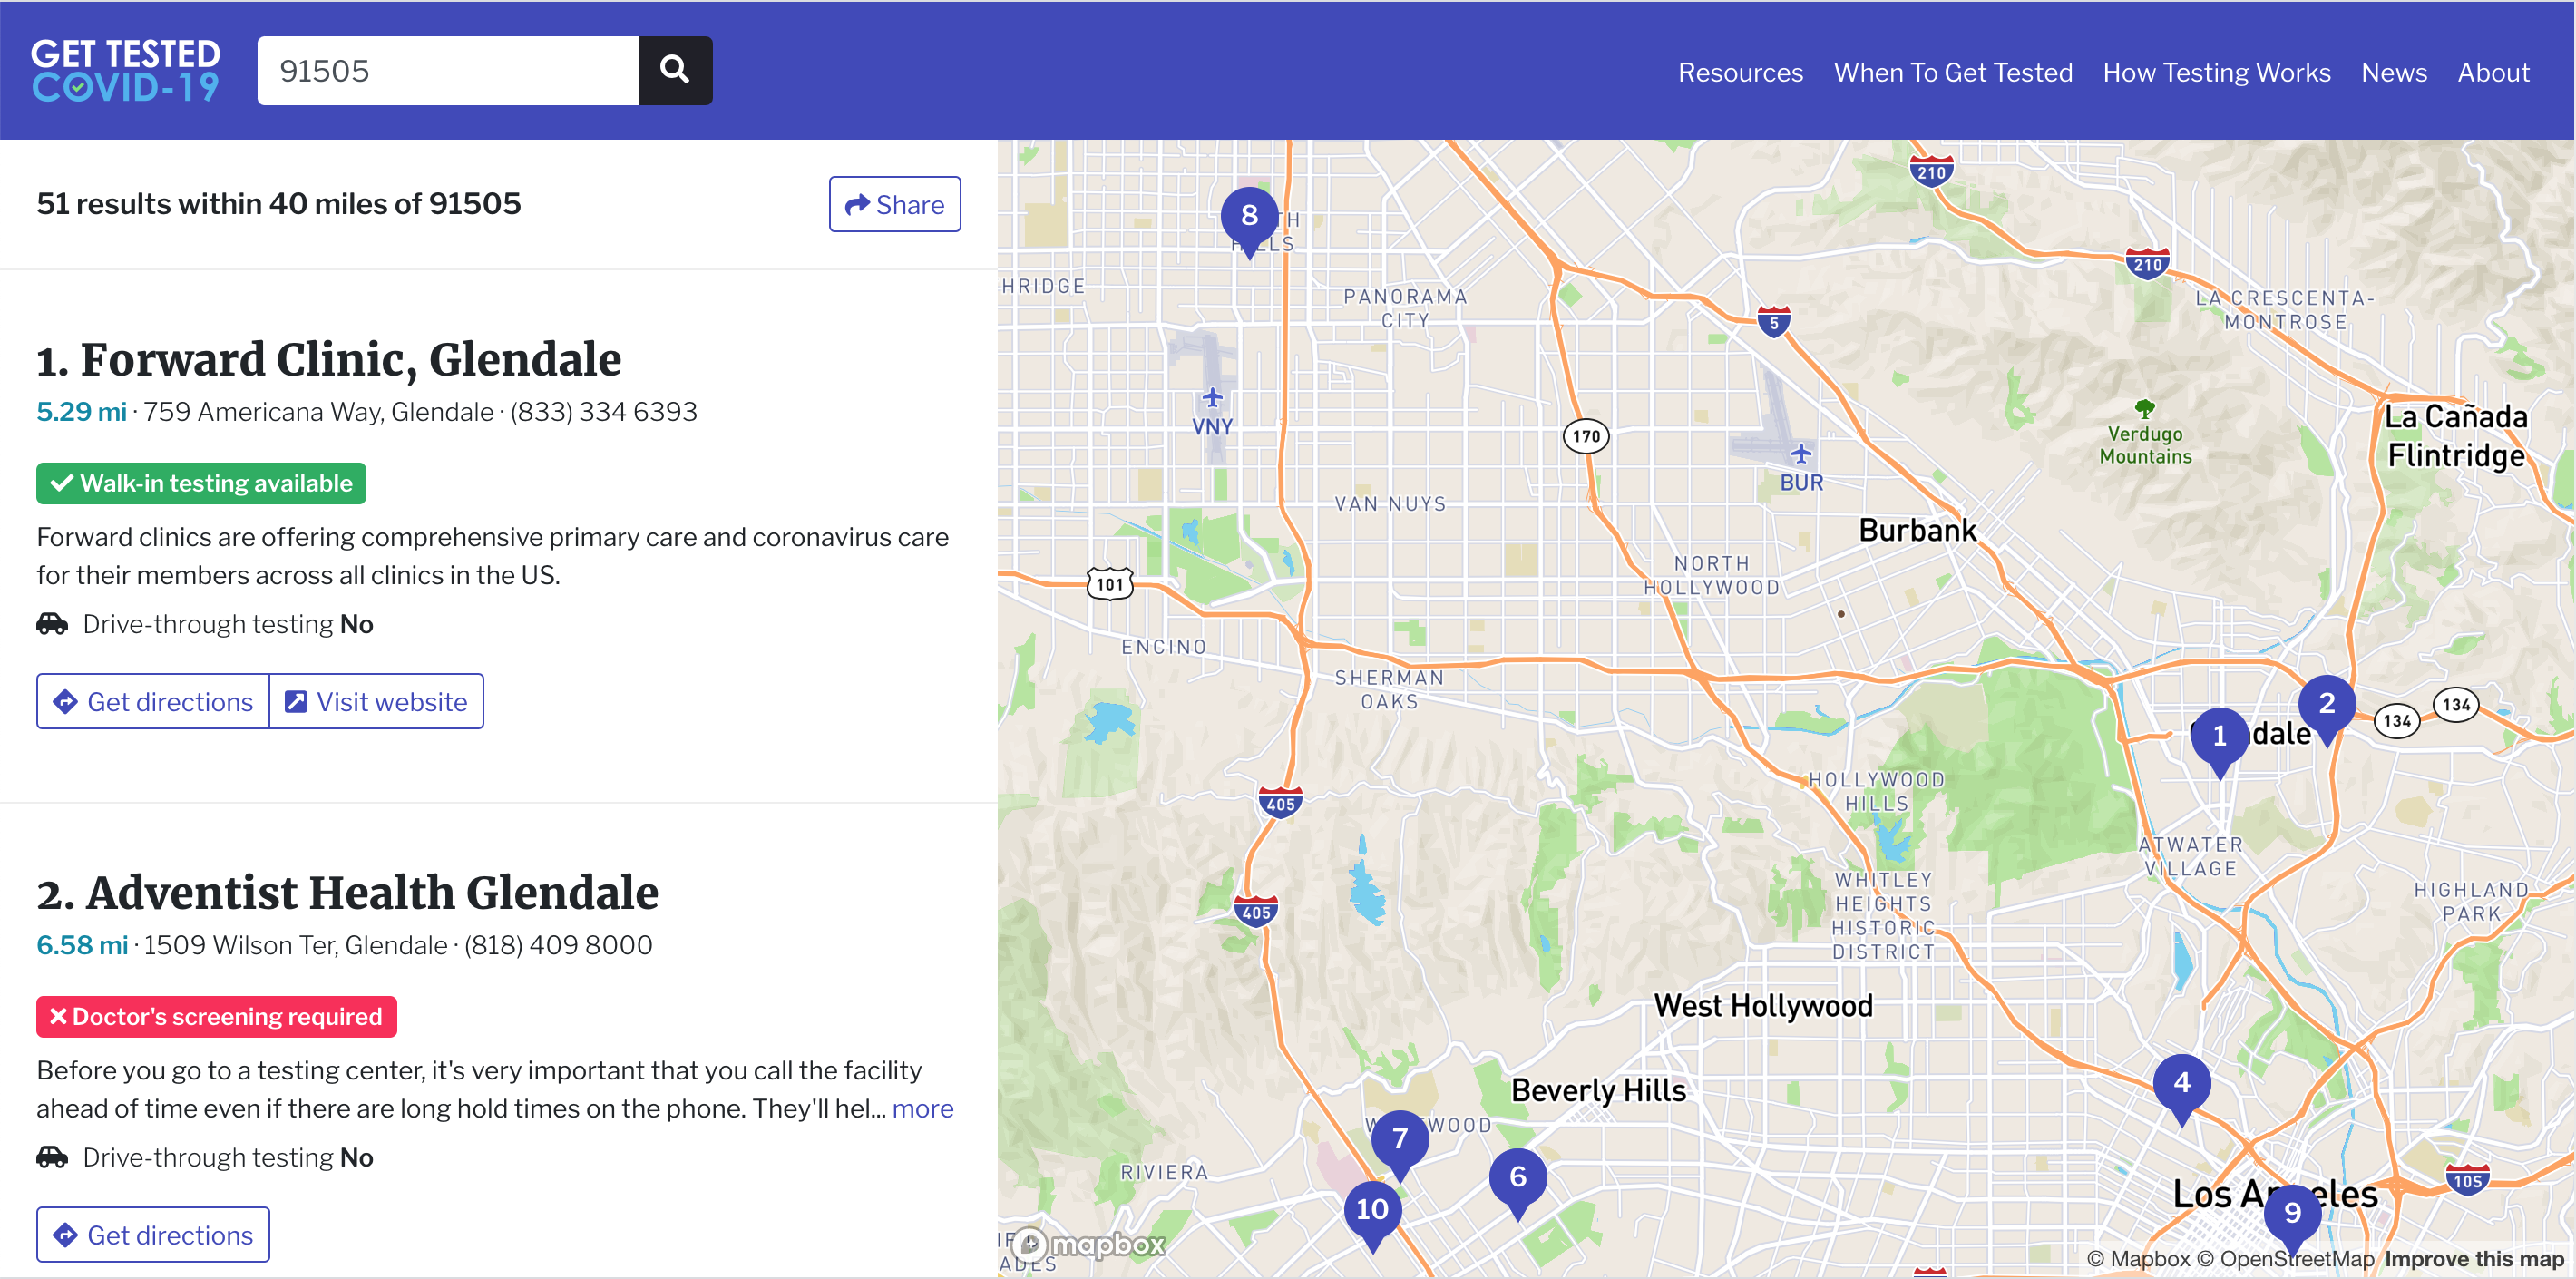 GET TESTED
COVID-19
91505
Resources
When To Get Tested
How Testing Works
News
About
51 results within 40 miles of 91505
Share
1. Forward Clinic, Glendale
5.29 mi · 759 Americana Way, Glendale · (833) 334 6393
Walk-in testing available
Forward clinics are offering comprehensive primary care and coronavirus care
for their members across all clinics in the US.
Drive-through testing No
Get directions
Visit website
2. Adventist Health Glendale
6.58 mi · 1509 Wilson Ter, Glendale · (818) 409 8000
Doctor's screening required
Before you go to a testing center, it's very important that you call the facility
ahead of time even if there are long hold times on the phone. They'll hel... more
Drive-through testing No
Get directions
210
8
210
HRIDGE
PANORAMA
CITY
LA CRESCENTA-
MONTROSE
5
VNY
170
BUR
Verdugo
Mountains
La Cañada
Flintridge
VAN NUYS
Burbank
NORTH
HOLLYWOOD
101
ENCINO
SHERMAN
OAKS
2
134
134
1
dale
405
HOLLYWOOD
HILLS
ATWATER
VILLAGE
405
WHITLEY
HEIGHTS
HISTORIC
DISTRICT
HIGHLAND
PARK
West Hollywood
Beverly Hills
4
7
WOOD
6
RIVIERA
10
10S
Los A eles
9
ADES
mapbox
© Mapbox © OpenStreetMap Improve this map